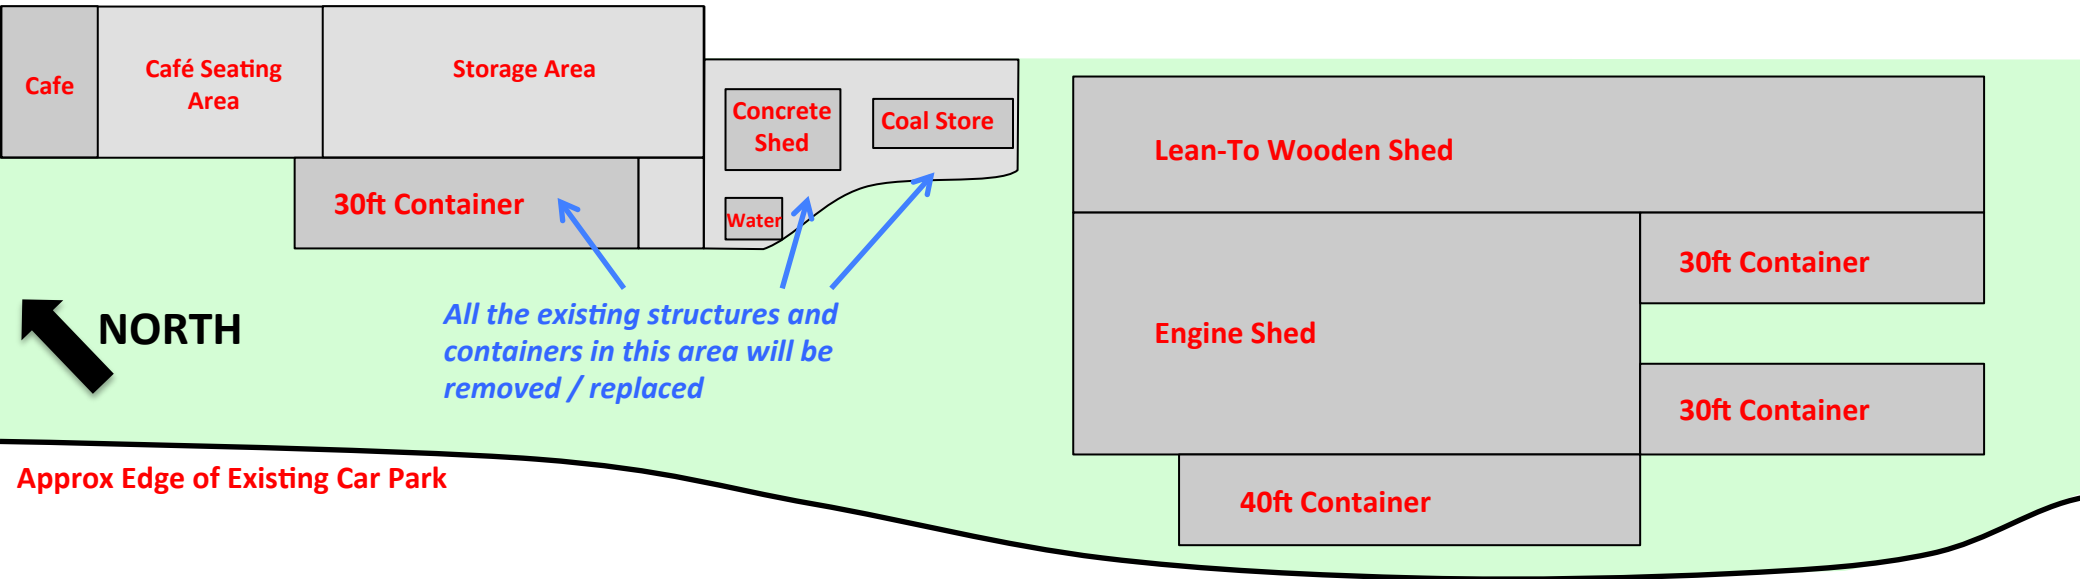 Cafe
Café Seating
Area
Storage Area
Concrete
Shed
Coal Store
Water
30ft Container
Lean-To Wooden Shed
30ft Container
Engine Shed
30ft Container
40ft Container
NORTH
All the existing structures and
containers in this area will be
removed / replaced
Approx Edge of Existing Car Park